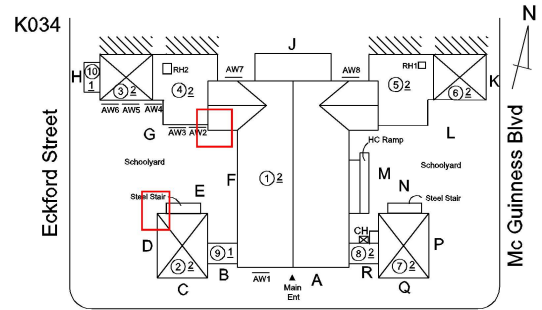 K034
N
J
H
10
1
RH2
AW7
AW8
RH1
K
3 2
4 2
5 2
6 2
AW6 AW5 AW4
G
AW3 AW2
L
HC Ramp
Schoolyard
F
1 2
M
Schoolyard
Eckford Street
Mc Guinness Blvd
Steel Stair
E
N
Steel Stair
D
CH
P
2 2
9 1
8 2
7 2
C
B
AW1
Main
Ent
A
R
Q